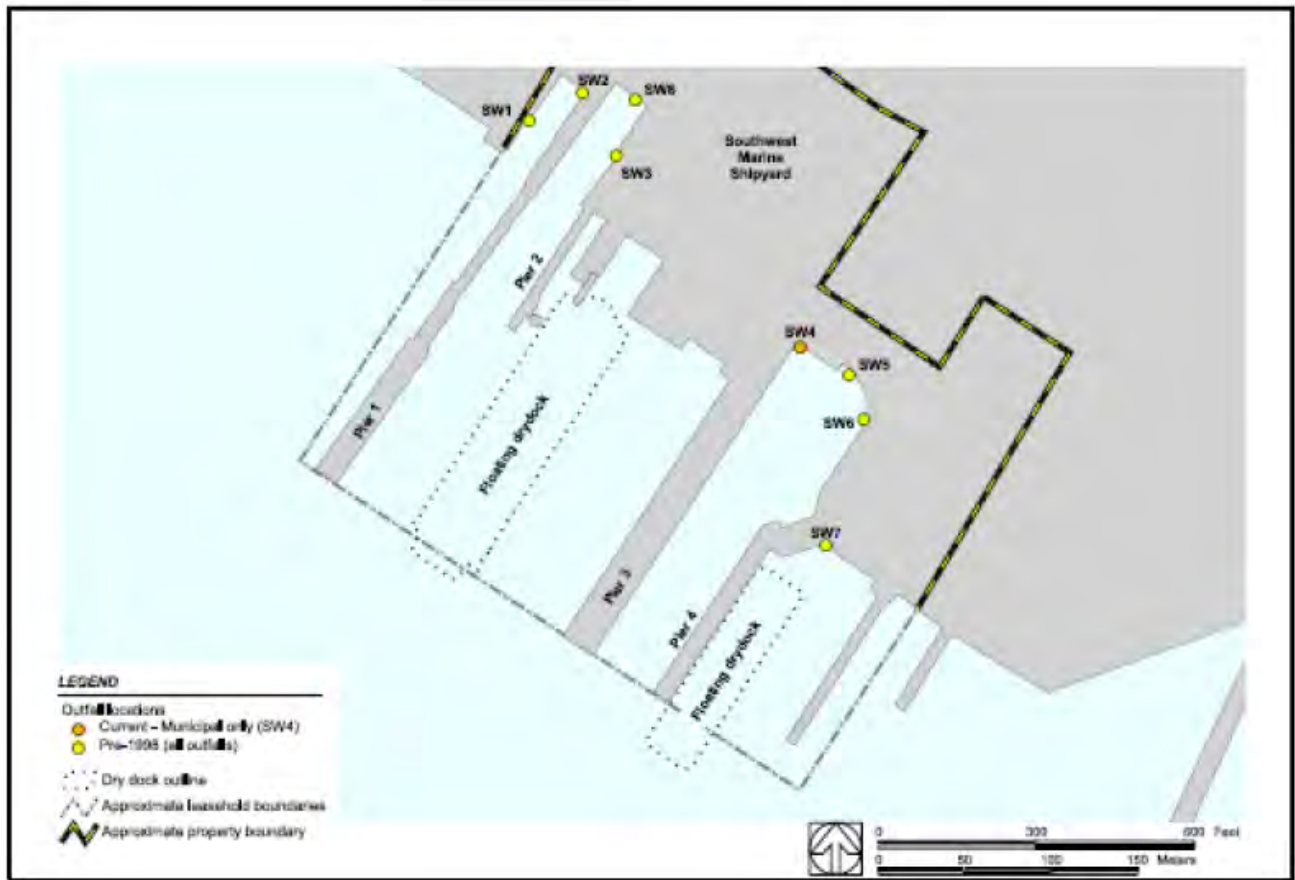 SW2
SW8
SW1
SW3
Southwest
Marine
Shipyard
Pier 2
SW4
SW5
SW6
Pier 1
Floating drydock
SW7
Pier 3
Pier 4
Floating drydock
LEGEND
Outfall locations
Current – Municipal only (SW4)
Pre–1998 (all outfalls)
Dry dock outline
Approximate leasehold boundaries
Approximate property boundary
0 300 600 Feet
0 50 100 150 Meters